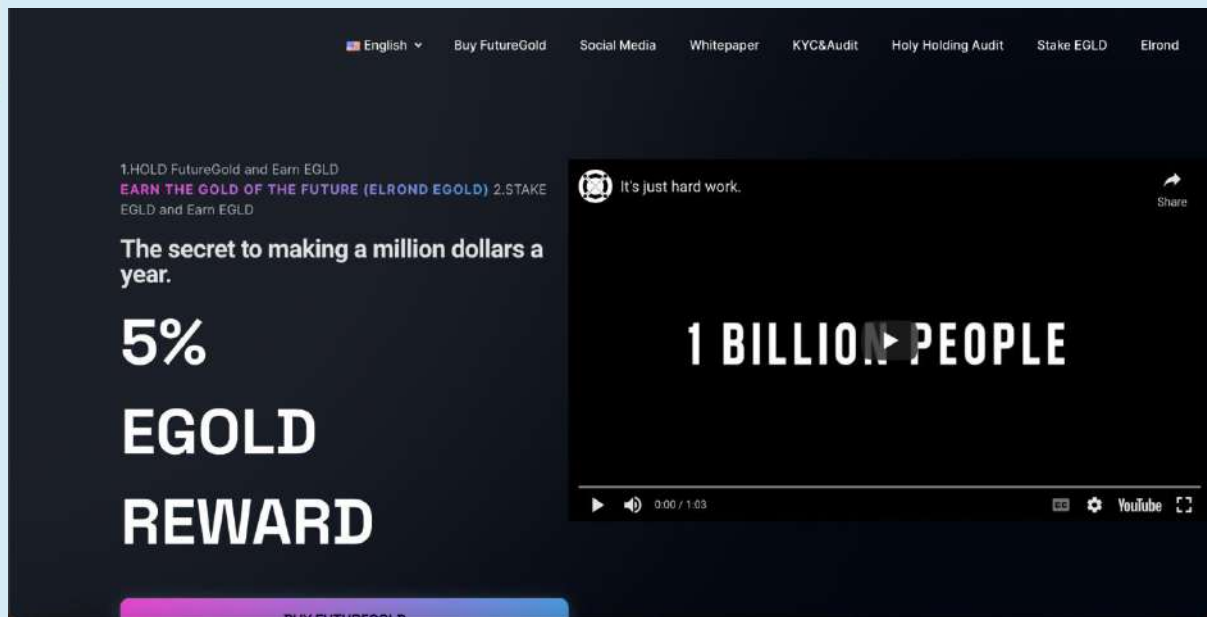 English Buy FutureGold Social Media Whitepaper KYC&Audit Holy Holding Audit Stake EGLD Elrond
1.HOLD FutureGold and Earn EGLD
EARN THE GOLD OF THE FUTURE (ELROND EGOLD) 2.STAKE
EGLD and Earn EGLD
The secret to making a million dollars a
year.
5%
EGOLD
REWARD
BUY FUTUREGOLD
It's just hard work.
Share
1 BILLION PEOPLE
0:00 / 1:03 CC YouTube